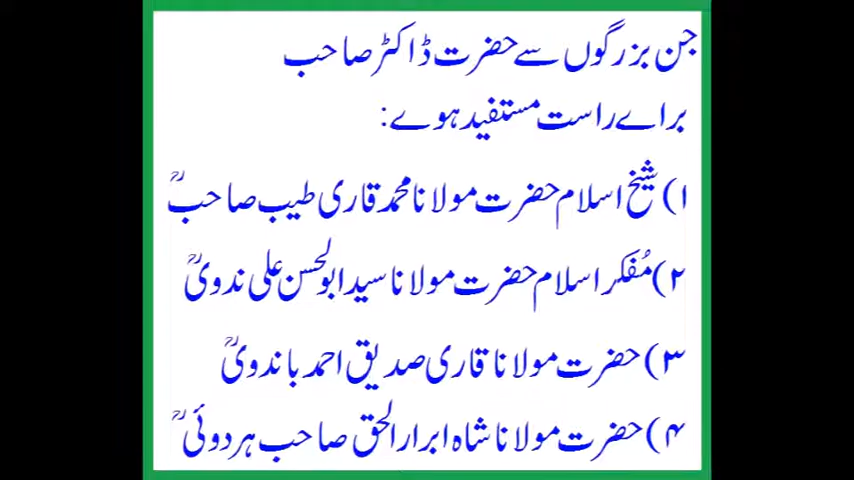 جن بزرگوں سے حضرت ڈاکٹر صاحب
براے راست مستفید ہوے:
۱) شیخ اسلام حضرت مولانا محمد قاری طیب صاحبؒ
۲) مُفکر اسلام حضرت مولانا سید ابوالحسن علی ندویؒ
۳) حضرت مولانا قاری صدیق احمد باندویؒ
۴) حضرت مولانا شاہ ابرار الحق صاحب ہردوئیؒ